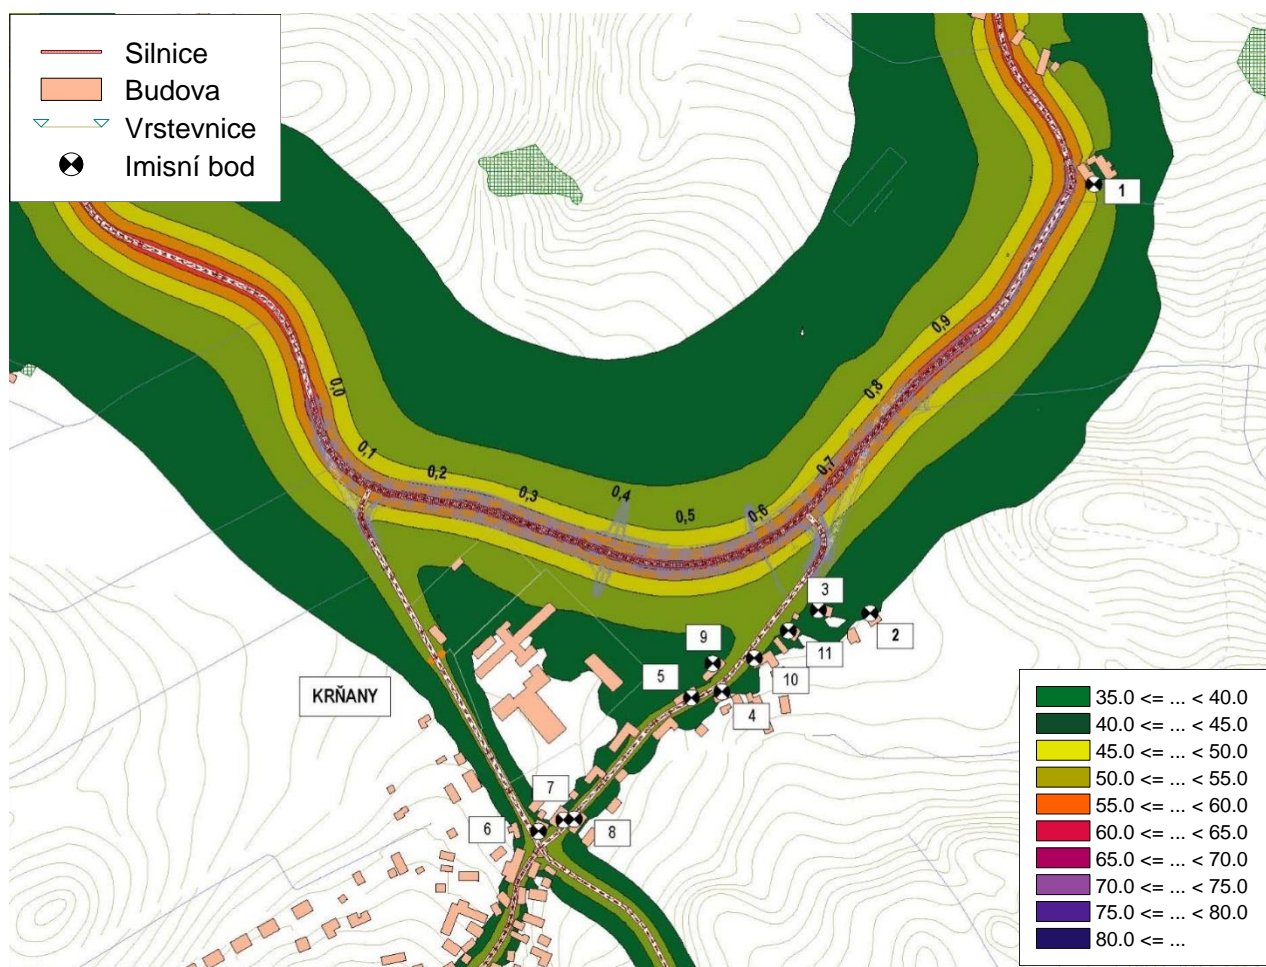 Silnice
Budova
Vrstevnice
Imisní bod
1
0,9
0,8
0,0
0,1
0,2
0,3
0,4
0,5
0,6
0,7
3
2
9
11
5
10
KRŇANY
4
7
6
8
35.0 <= ... < 40.0
40.0 <= ... < 45.0
45.0 <= ... < 50.0
50.0 <= ... < 55.0
55.0 <= ... < 60.0
60.0 <= ... < 65.0
65.0 <= ... < 70.0
70.0 <= ... < 75.0
75.0 <= ... < 80.0
80.0 <= ...